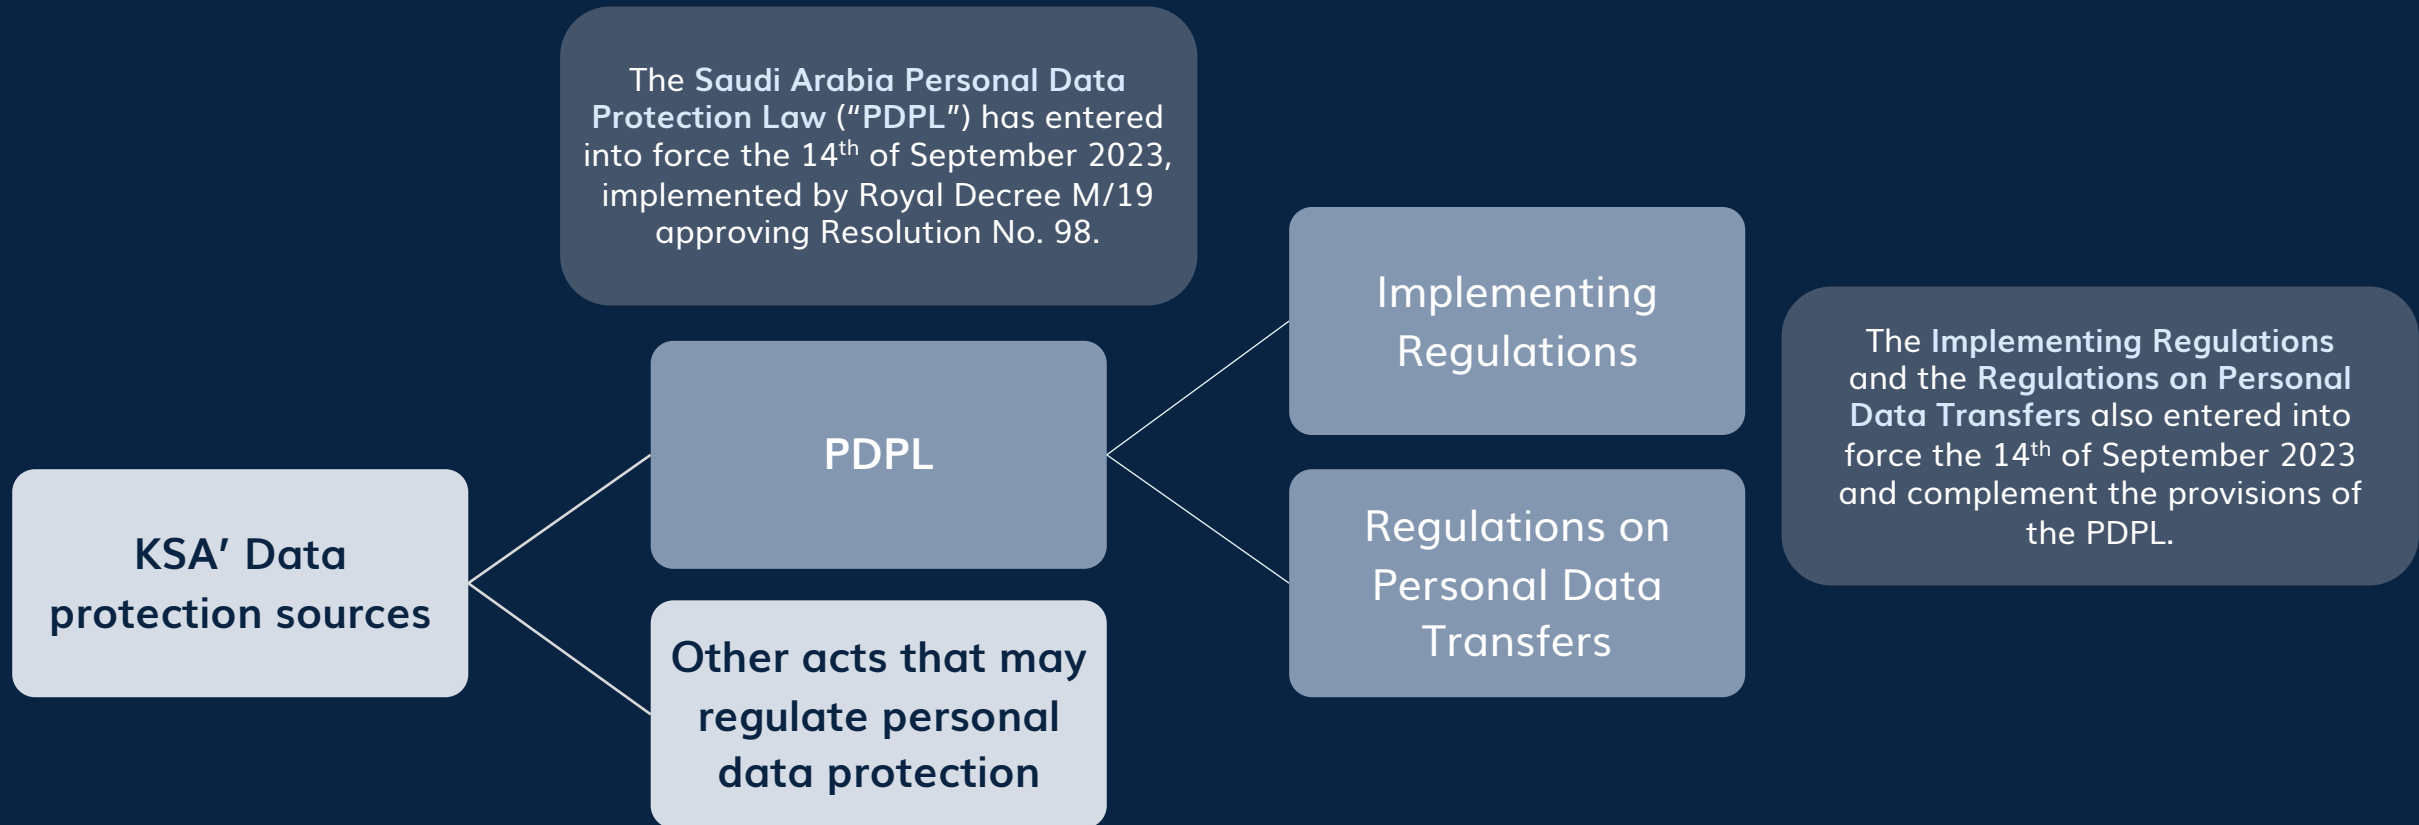 The Saudi Arabia Personal Data
Protection Law (“PDPL”) has entered
into force the 14th of September 2023,
implemented by Royal Decree M/19
approving Resolution No. 98.
KSA’ Data
protection sources
PDPL
Other acts that may
regulate personal
data protection
Implementing
Regulations
Regulations on
Personal Data
Transfers
The Implementing Regulations
and the Regulations on Personal
Data Transfers also entered into
force the 14th of September 2023
and complement the provisions of
the PDPL.